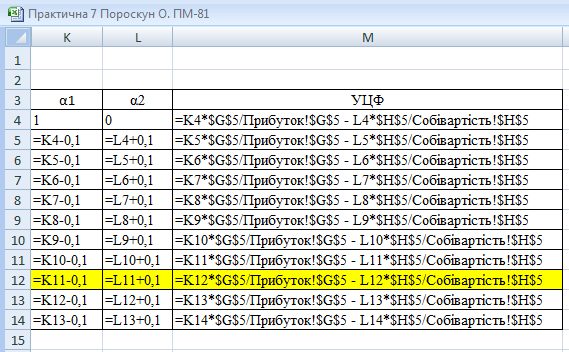 Практична 7 Пороскун О. ПМ-81
K L M
1
2
3 α1 α2 УЦФ
4 1 0 =K4*$G$5/Прибуток!$G$5 - L4*$H$5/Собівартість!$H$5
5 =K4-0,1 =L4+0,1 =K5*$G$5/Прибуток!$G$5 - L5*$H$5/Собівартість!$H$5
6 =K5-0,1 =L5+0,1 =K6*$G$5/Прибуток!$G$5 - L6*$H$5/Собівартість!$H$5
7 =K6-0,1 =L6+0,1 =K7*$G$5/Прибуток!$G$5 - L7*$H$5/Собівартість!$H$5
8 =K7-0,1 =L7+0,1 =K8*$G$5/Прибуток!$G$5 - L8*$H$5/Собівартість!$H$5
9 =K8-0,1 =L8+0,1 =K9*$G$5/Прибуток!$G$5 - L9*$H$5/Собівартість!$H$5
10 =K9-0,1 =L9+0,1 =K10*$G$5/Прибуток!$G$5 - L10*$H$5/Собівартість!$H$5
11 =K10-0,1 =L10+0,1 =K11*$G$5/Прибуток!$G$5 - L11*$H$5/Собівартість!$H$5
12 =K11-0,1 =L11+0,1 =K12*$G$5/Прибуток!$G$5 - L12*$H$5/Собівартість!$H$5
13 =K12-0,1 =L12+0,1 =K13*$G$5/Прибуток!$G$5 - L13*$H$5/Собівартість!$H$5
14 =K13-0,1 =L13+0,1 =K14*$G$5/Прибуток!$G$5 - L14*$H$5/Собівартість!$H$5
15